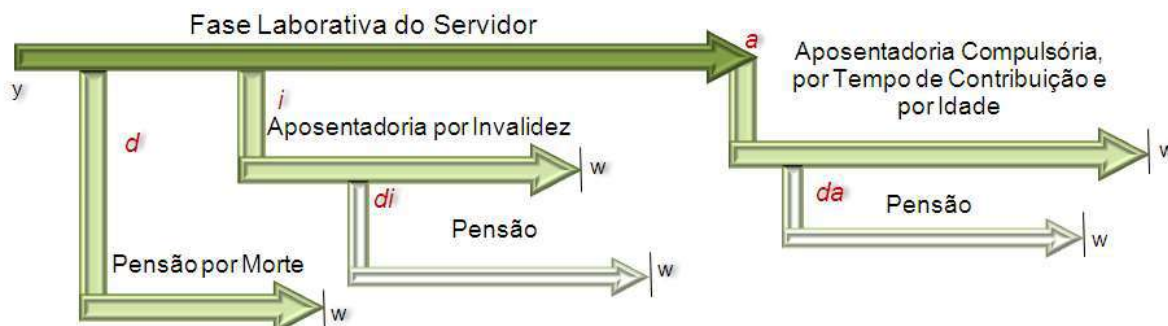 Fase Laborativa do Servidor
a
Aposentadoria Compulsória,
por Tempo de Contribuição e
por Idade
y
i
Aposentadoria por Invalidez
d
w
w
di
da
Pensão
Pensão
w
w
Pensão por Morte
w